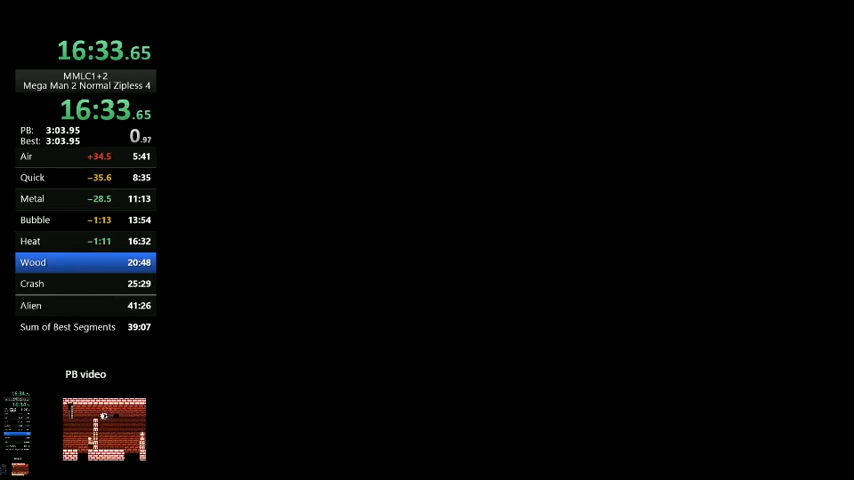 16:33.65
MMLC1+2
Mega Man 2 Normal Zipless 4
16:33.65
PB: 3:03.95 0.97
Best: 3:03.95
Air +34.5 5:41
Quick −35.6 8:35
Metal −28.5 11:13
Bubble −1:13 13:54
Heat −1:11 16:32
Wood 20:48
Crash 25:29
Alien 41:26
Sum of Best Segments 39:07
PB video